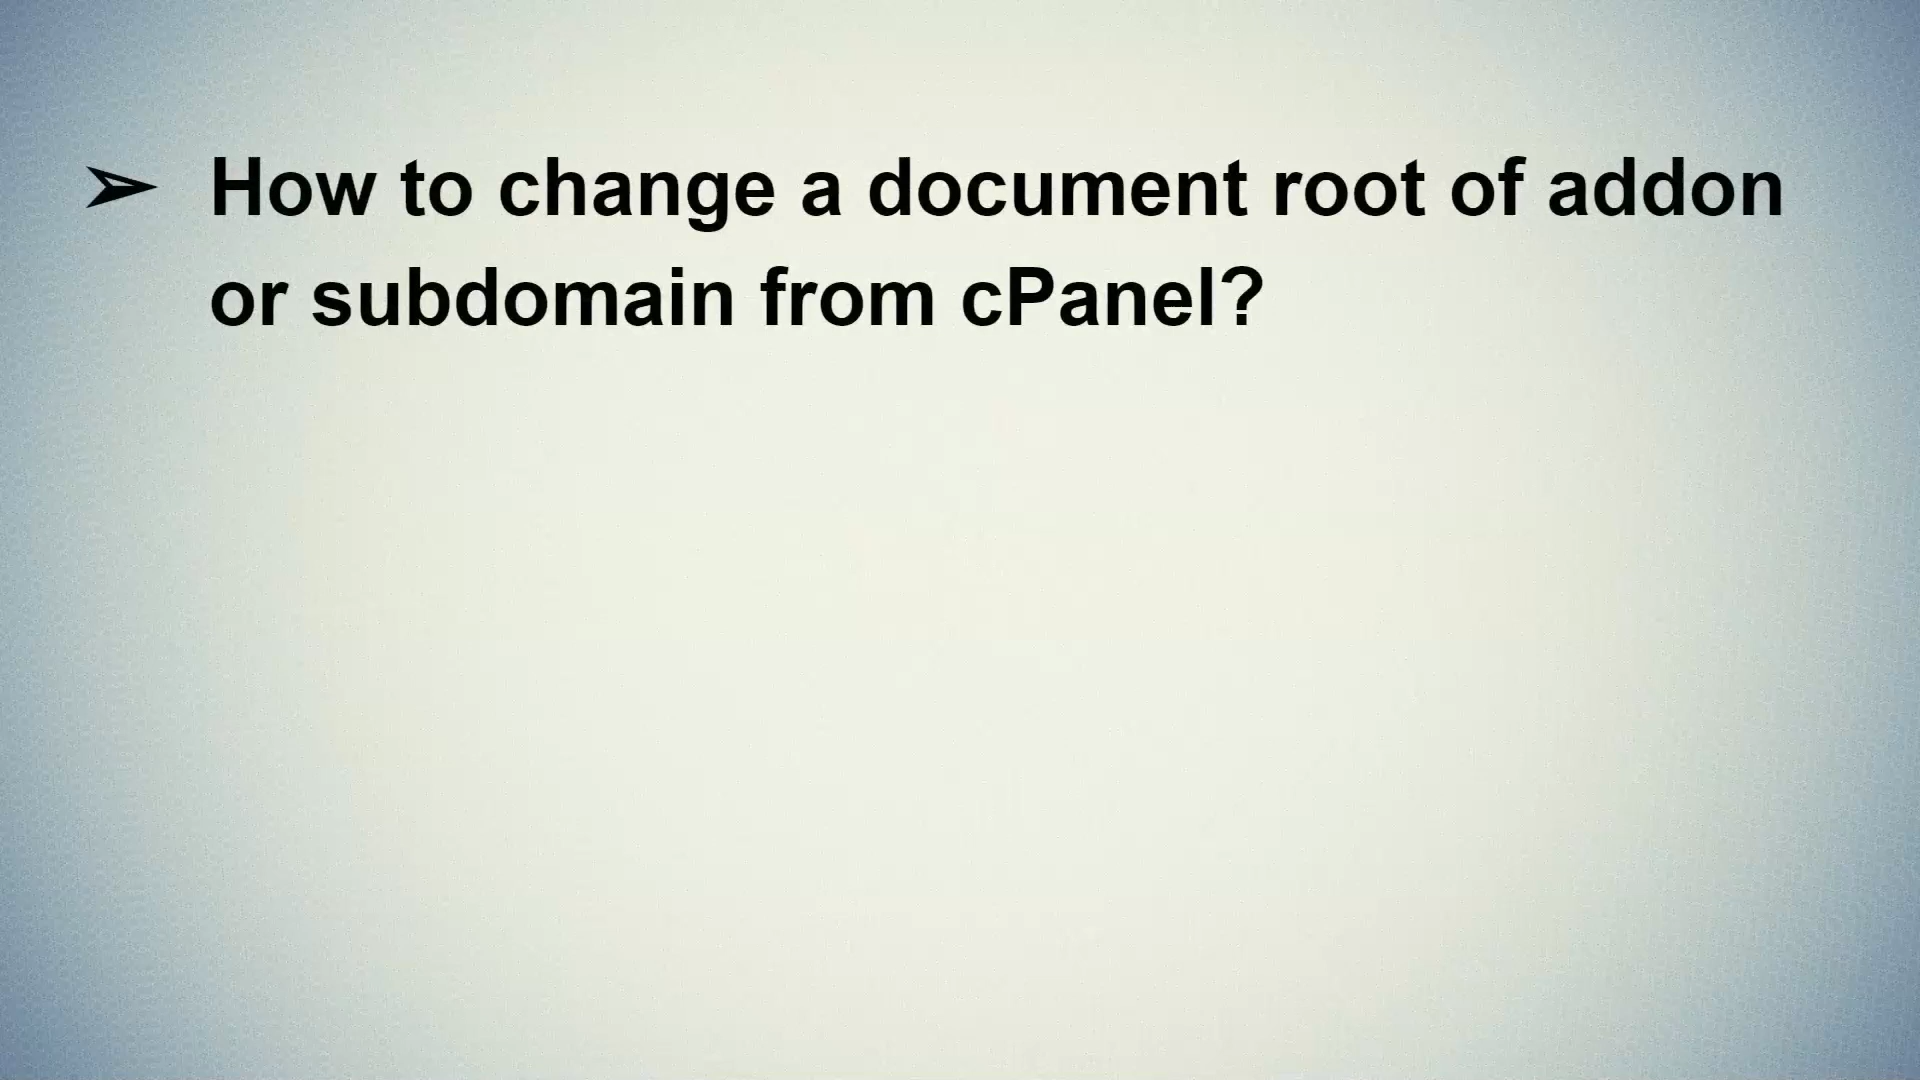 ➢ How to change a document root of addon
or subdomain from cPanel?